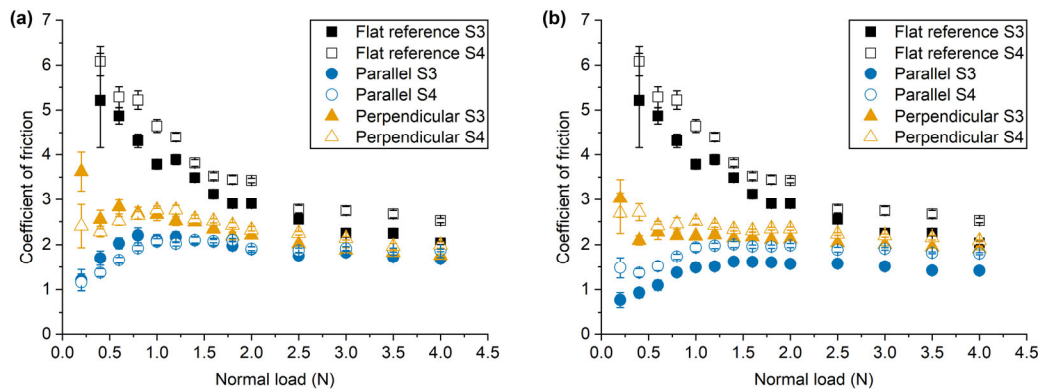 (a)
7
6
5
4
3
2
1
0
Coefficient of friction
0.0 0.5 1.0 1.5 2.0 2.5 3.0 3.5 4.0 4.5
Normal load (N)
Flat reference S3
Flat reference S4
Parallel S3
Parallel S4
Perpendicular S3
Perpendicular S4
(b)
7
6
5
4
3
2
1
0
Coefficient of friction
0.0 0.5 1.0 1.5 2.0 2.5 3.0 3.5 4.0 4.5
Normal load (N)
Flat reference S3
Flat reference S4
Parallel S3
Parallel S4
Perpendicular S3
Perpendicular S4